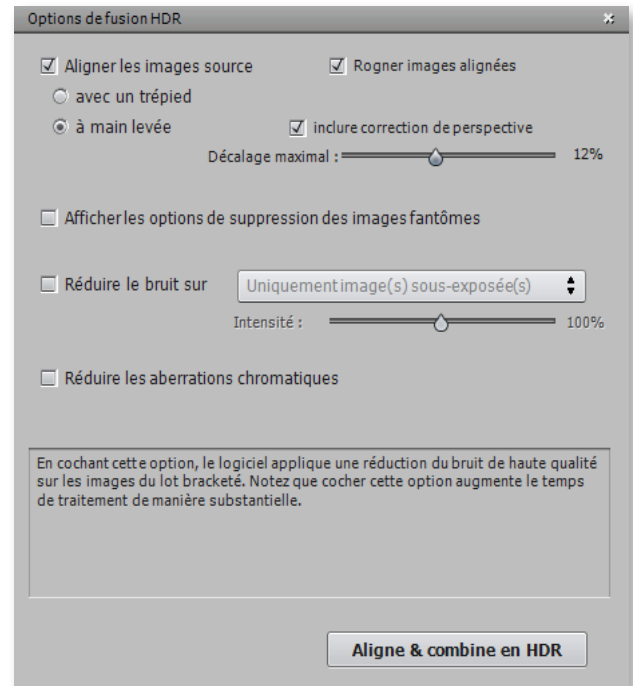 Options de fusion HDR
Aligner les images source
Rogner images alignées
avec un trépied
à main levée
inclure correction de perspective
Décalage maximal : 12%
Afficher les options de suppression des images fantômes
Réduire le bruit sur
Uniquement image(s) sous-exposée(s)
Intensité : 100%
Réduire les aberrations chromatiques
En cochant cette option, le logiciel applique une réduction du bruit de haute qualité
sur les images du lot bracketé. Notez que cocher cette option augmente le temps
de traitement de manière substantielle.
Aligne & combine en HDR